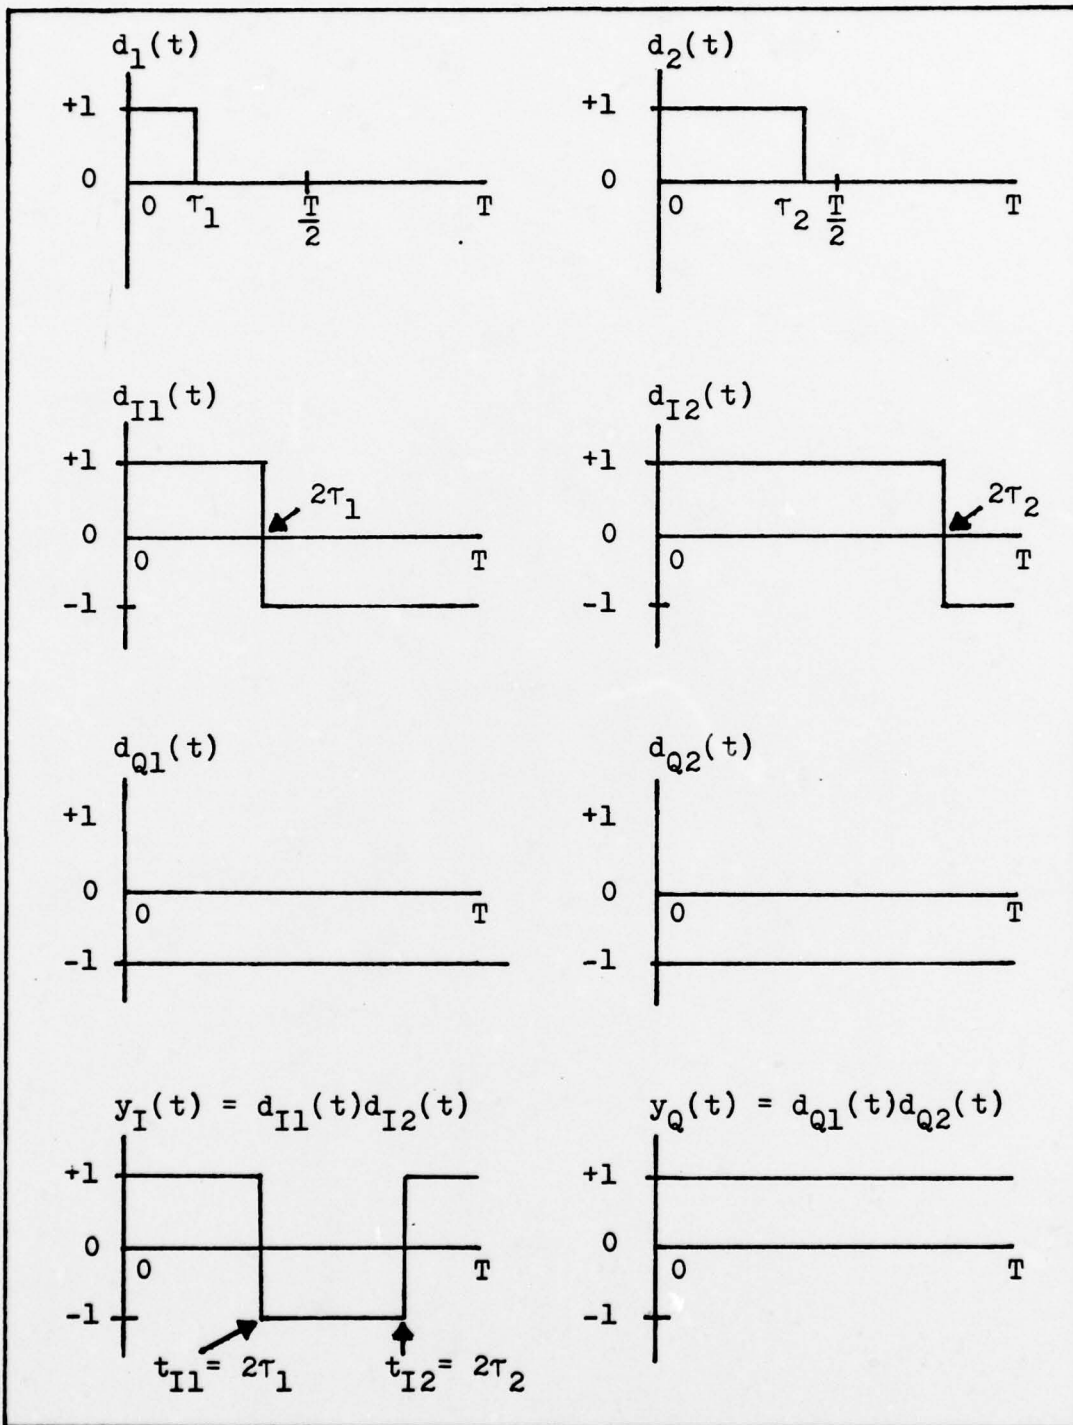 d1(t)
+1
0
0 τ1 T/2 T
d2(t)
+1
0
0 τ2 T/2 T
dI1(t)
+1
2τ1
0
0 T
-1
dI2(t)
+1
2τ2
0
0 T
-1
dQ1(t)
+1
0
0 T
-1
dQ2(t)
+1
0
0 T
-1
yI(t) = dI1(t)dI2(t)
+1
0
0 T
-1
tI1= 2τ1 tI2= 2τ2
yQ(t) = dQ1(t)dQ2(t)
+1
0
0 T
-1